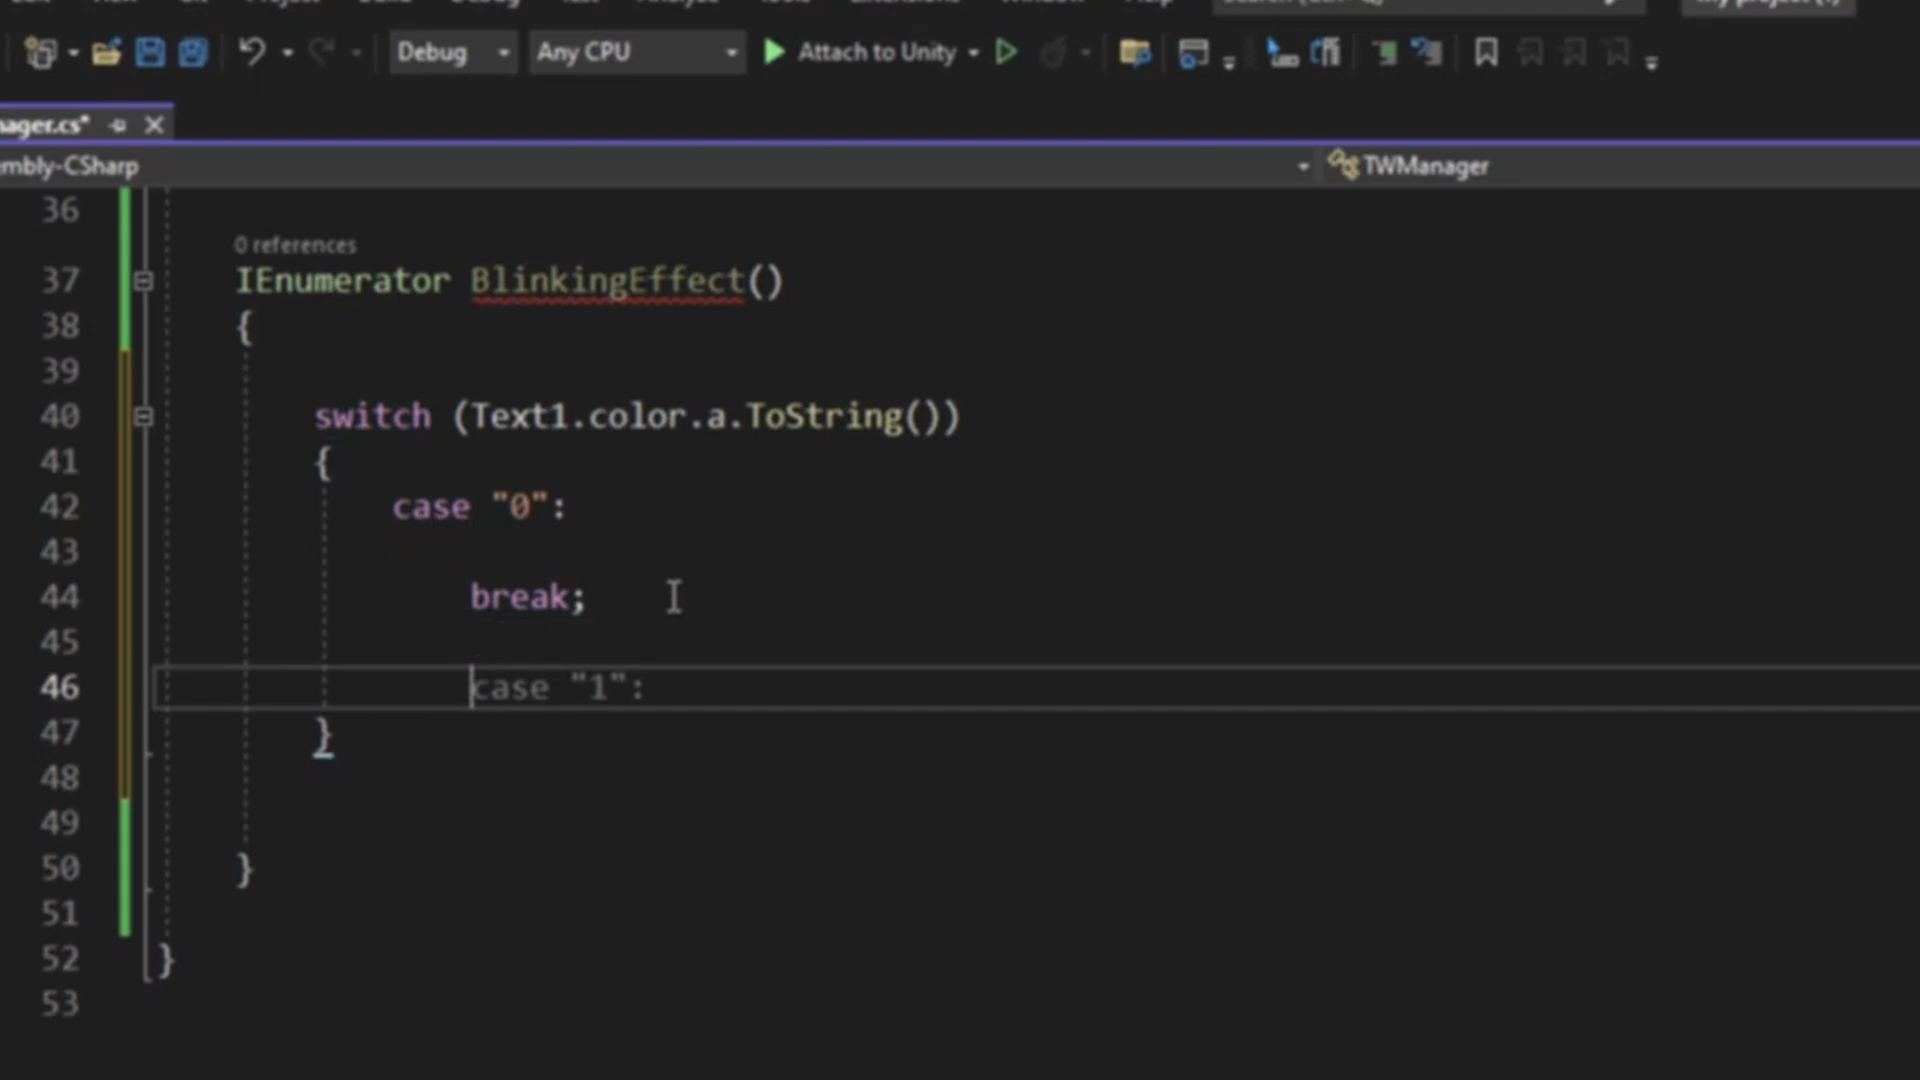 Debug Any CPU Attach to Unity
nager.cs*
mbly-CSharp TWManager
36
0 references
37 IEnumerator BlinkingEffect()
38 {
39
40 switch (Text1.color.a.ToString())
41 {
42 case "0":
43
44 break;
45
46 case "1":
47 }
48
49
50 }
51
52 }
53